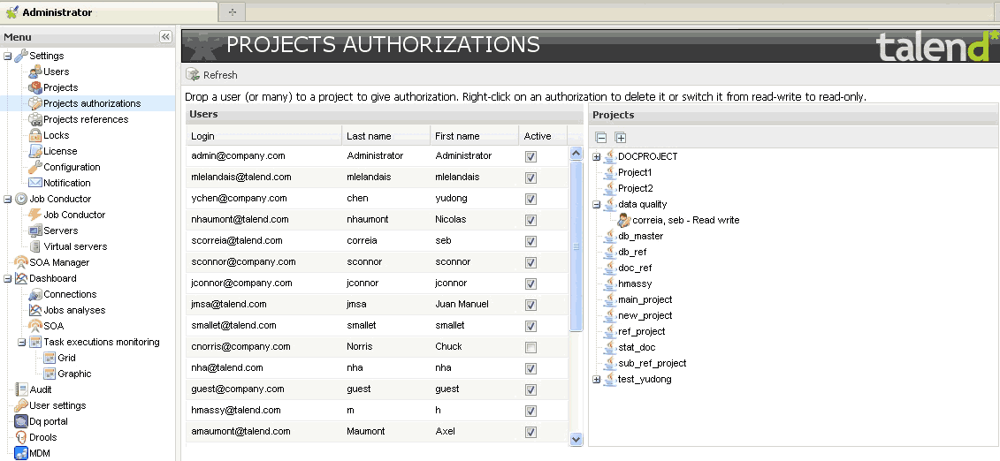 Administrator
Menu
Settings
Users
Projects
Projects authorizations
Projects references
Locks
License
Configuration
Notification
Job Conductor
Job Conductor
Servers
Virtual servers
SOA Manager
Dashboard
Connections
Jobs analyses
SOA
Task executions monitoring
Grid
Graphic
Audit
User settings
Dq portal
Drools
MDM
PROJECTS AUTHORIZATIONS
talend*
Refresh
Drop a user (or many) to a project to give authorization. Right-click on an authorization to delete it or switch it from read-write to read-only.
Users
Login Last name First name Active
admin@company.com Administrator Administrator
mlelandais@talend.com mlelandais mlelandais
ychen@company.com chen yudong
nhaumont@talend.com nhaumont Nicolas
scorreia@talend.com correia seb
sconnor@company.com sconnor sconnor
jconnor@company.com jconnor jconnor
jmsa@talend.com jmsa Juan Manuel
smallet@talend.com smallet smallet
cnorris@company.com Norris Chuck
nha@talend.com nha nha
guest@company.com guest guest
hmassy@talend.com m h
amaumont@talend.com Maumont Axel
Projects
DOCPROJECT
Project1
Project2
data quality
correia, seb - Read write
db_master
db_ref
doc_ref
hmassy
main_project
new_project
ref_project
stat_doc
sub_ref_project
test_yudong